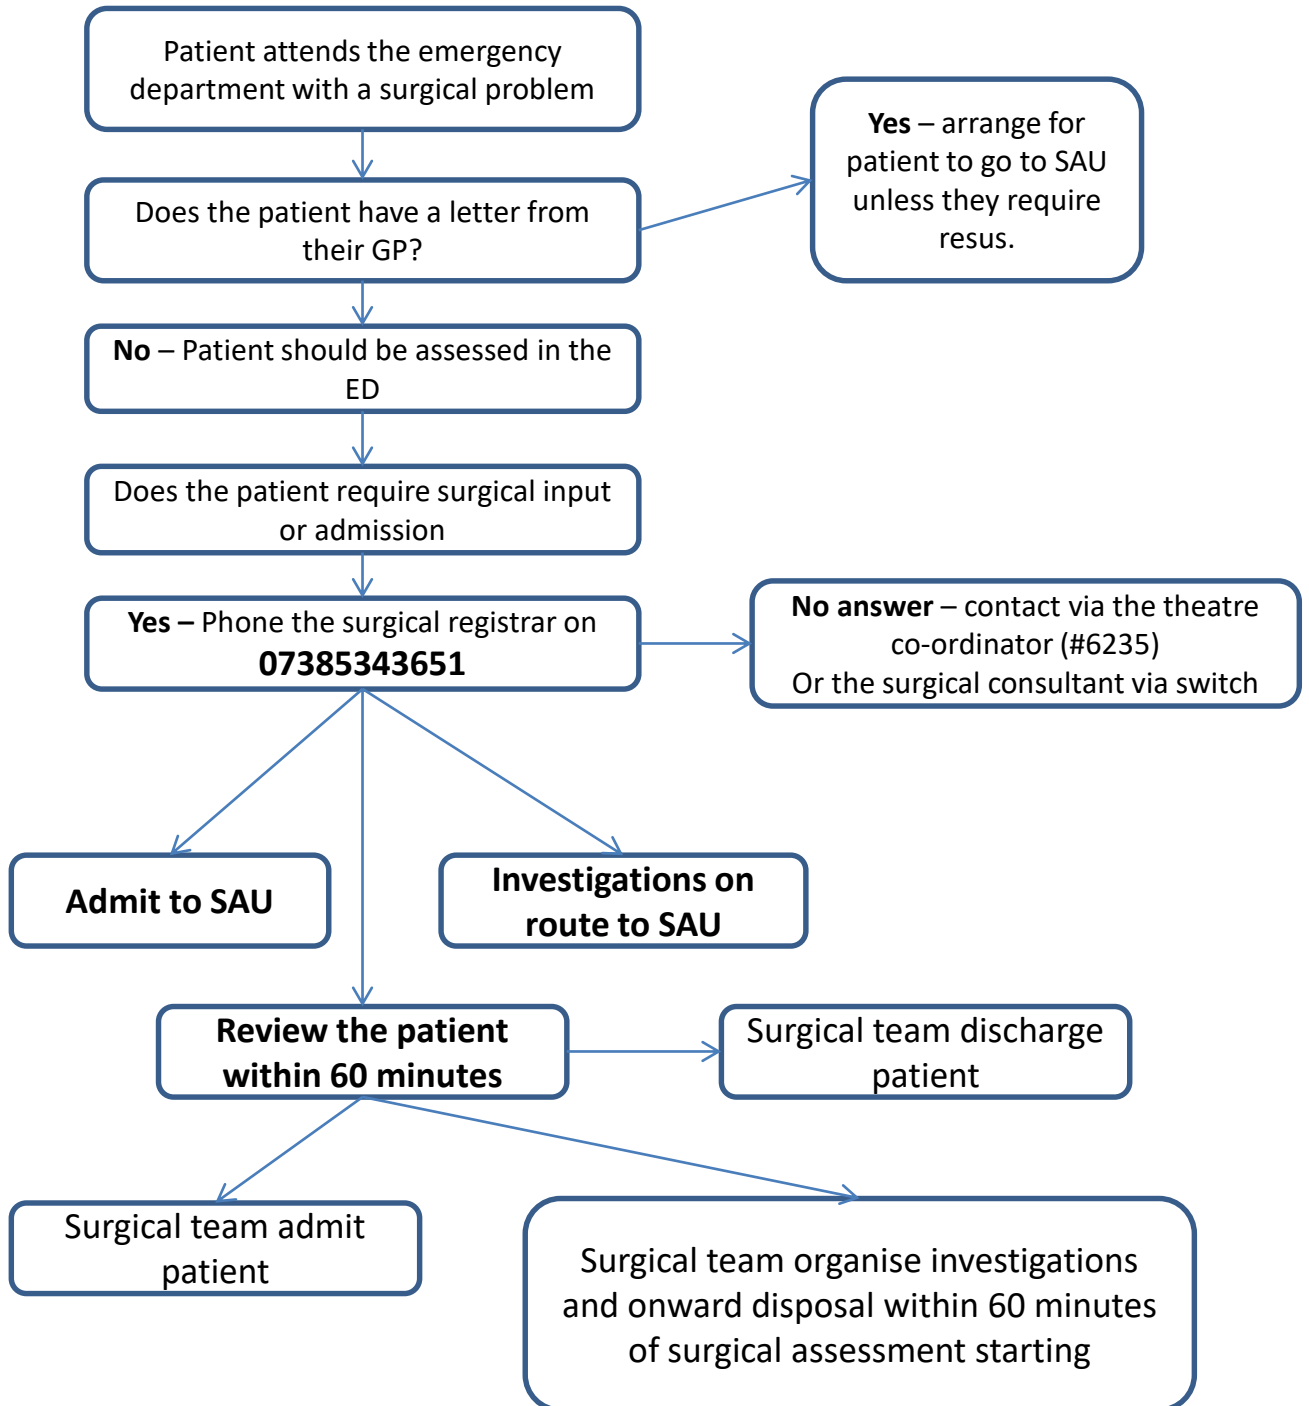 Patient attends the emergency
department with a surgical problem
Yes – arrange for
patient to go to SAU
unless they require
resus.
Does the patient have a letter from
their GP?
No – Patient should be assessed in the
ED
Does the patient require surgical input
or admission
Yes – Phone the surgical registrar on
07385343651
No answer – contact via the theatre
co-ordinator (#6235)
Or the surgical consultant via switch
Admit to SAU
Investigations on
route to SAU
Review the patient
within 60 minutes
Surgical team discharge
patient
Surgical team admit
patient
Surgical team organise investigations
and onward disposal within 60 minutes
of surgical assessment starting